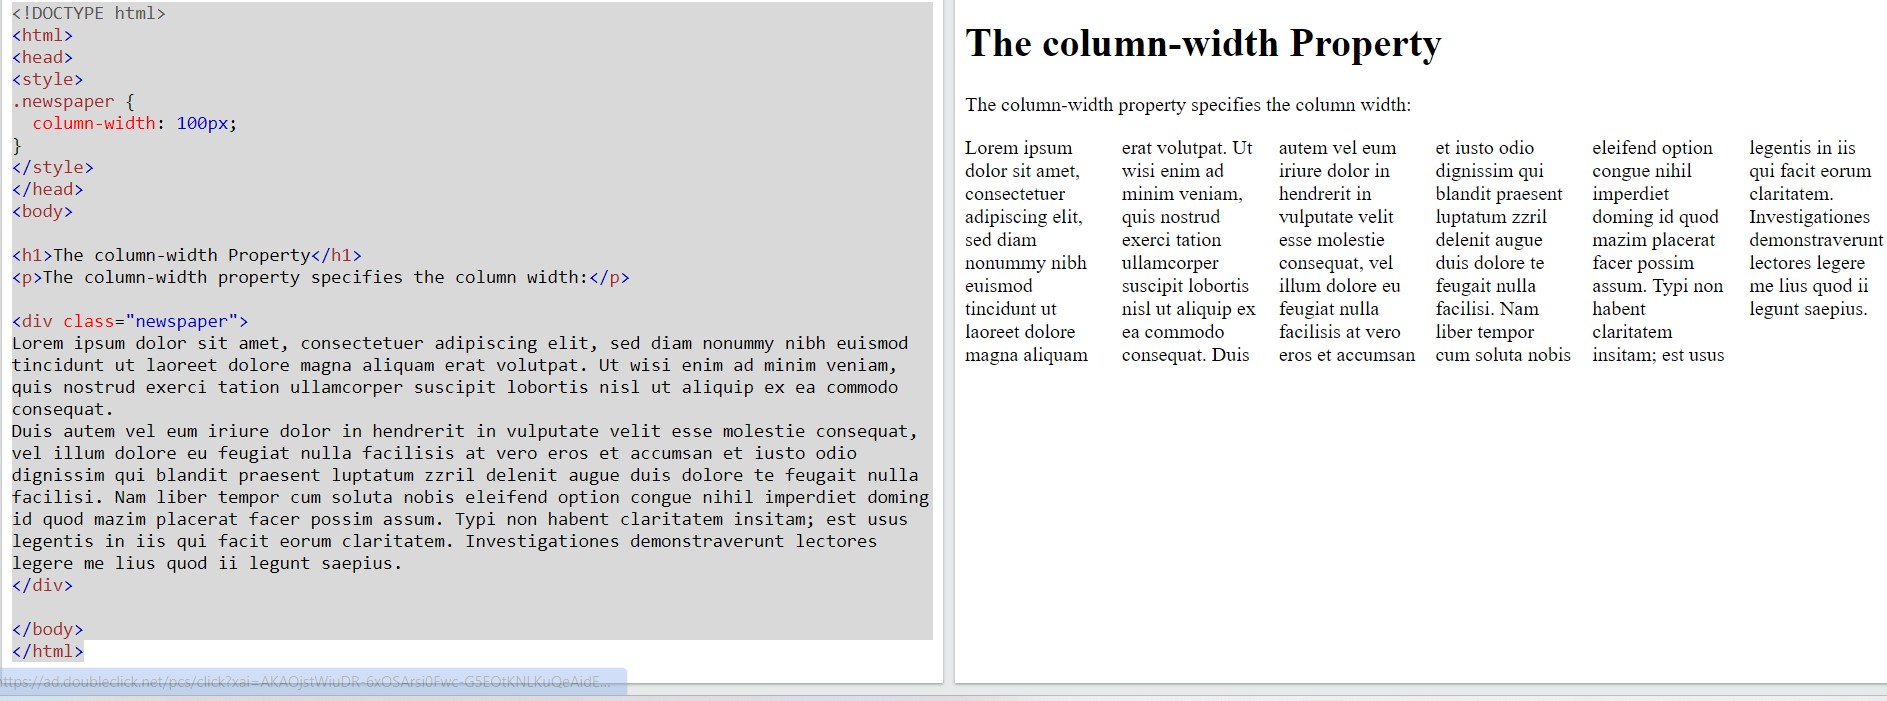 <!DOCTYPE html>
<html>
<head>
<style>
.newspaper {
  column-width: 100px;
}
</style>
</head>
<body>

<h1>The column-width Property</h1>
<p>The column-width property specifies the column width:</p>

<div class="newspaper">
Lorem ipsum dolor sit amet, consectetuer adipiscing elit, sed diam nonummy nibh euismod
tincidunt ut laoreet dolore magna aliquam erat volutpat. Ut wisi enim ad minim veniam,
quis nostrud exerci tation ullamcorper suscipit lobortis nisl ut aliquip ex ea commodo
consequat.
Duis autem vel eum iriure dolor in hendrerit in vulputate velit esse molestie consequat,
vel illum dolore eu feugiat nulla facilisis at vero eros et accumsan et iusto odio
dignissim qui blandit praesent luptatum zzril delenit augue duis dolore te feugait nulla
facilisi. Nam liber tempor cum soluta nobis eleifend option congue nihil imperdiet doming
id quod mazim placerat facer possim assum. Typi non habent claritatem insitam; est usus
legentis in iis qui facit eorum claritatem. Investigationes demonstraverunt lectores
legere me lius quod ii legunt saepius.
</div>

</body>
</html>
The column-width Property
The column-width property specifies the column width:
Lorem ipsum
dolor sit amet,
consectetuer
adipiscing elit,
sed diam
nonummy nibh
euismod
tincidunt ut
laoreet dolore
magna aliquam
erat volutpat. Ut
wisi enim ad
minim veniam,
quis nostrud
exerci tation
ullamcorper
suscipit lobortis
nisl ut aliquip ex
ea commodo
consequat. Duis
autem vel eum
iriure dolor in
hendrerit in
vulputate velit
esse molestie
consequat, vel
illum dolore eu
feugiat nulla
facilisis at vero
eros et accumsan
et iusto odio
dignissim qui
blandit praesent
luptatum zzril
delenit augue
duis dolore te
feugait nulla
facilisi. Nam
liber tempor
cum soluta nobis
eleifend option
congue nihil
imperdiet
doming id quod
mazim placerat
facer possim
assum. Typi non
habent
claritatem
insitam; est usus
legentis in iis
qui facit eorum
claritatem.
Investigationes
demonstraverunt
lectores legere
me lius quod ii
legunt saepius.